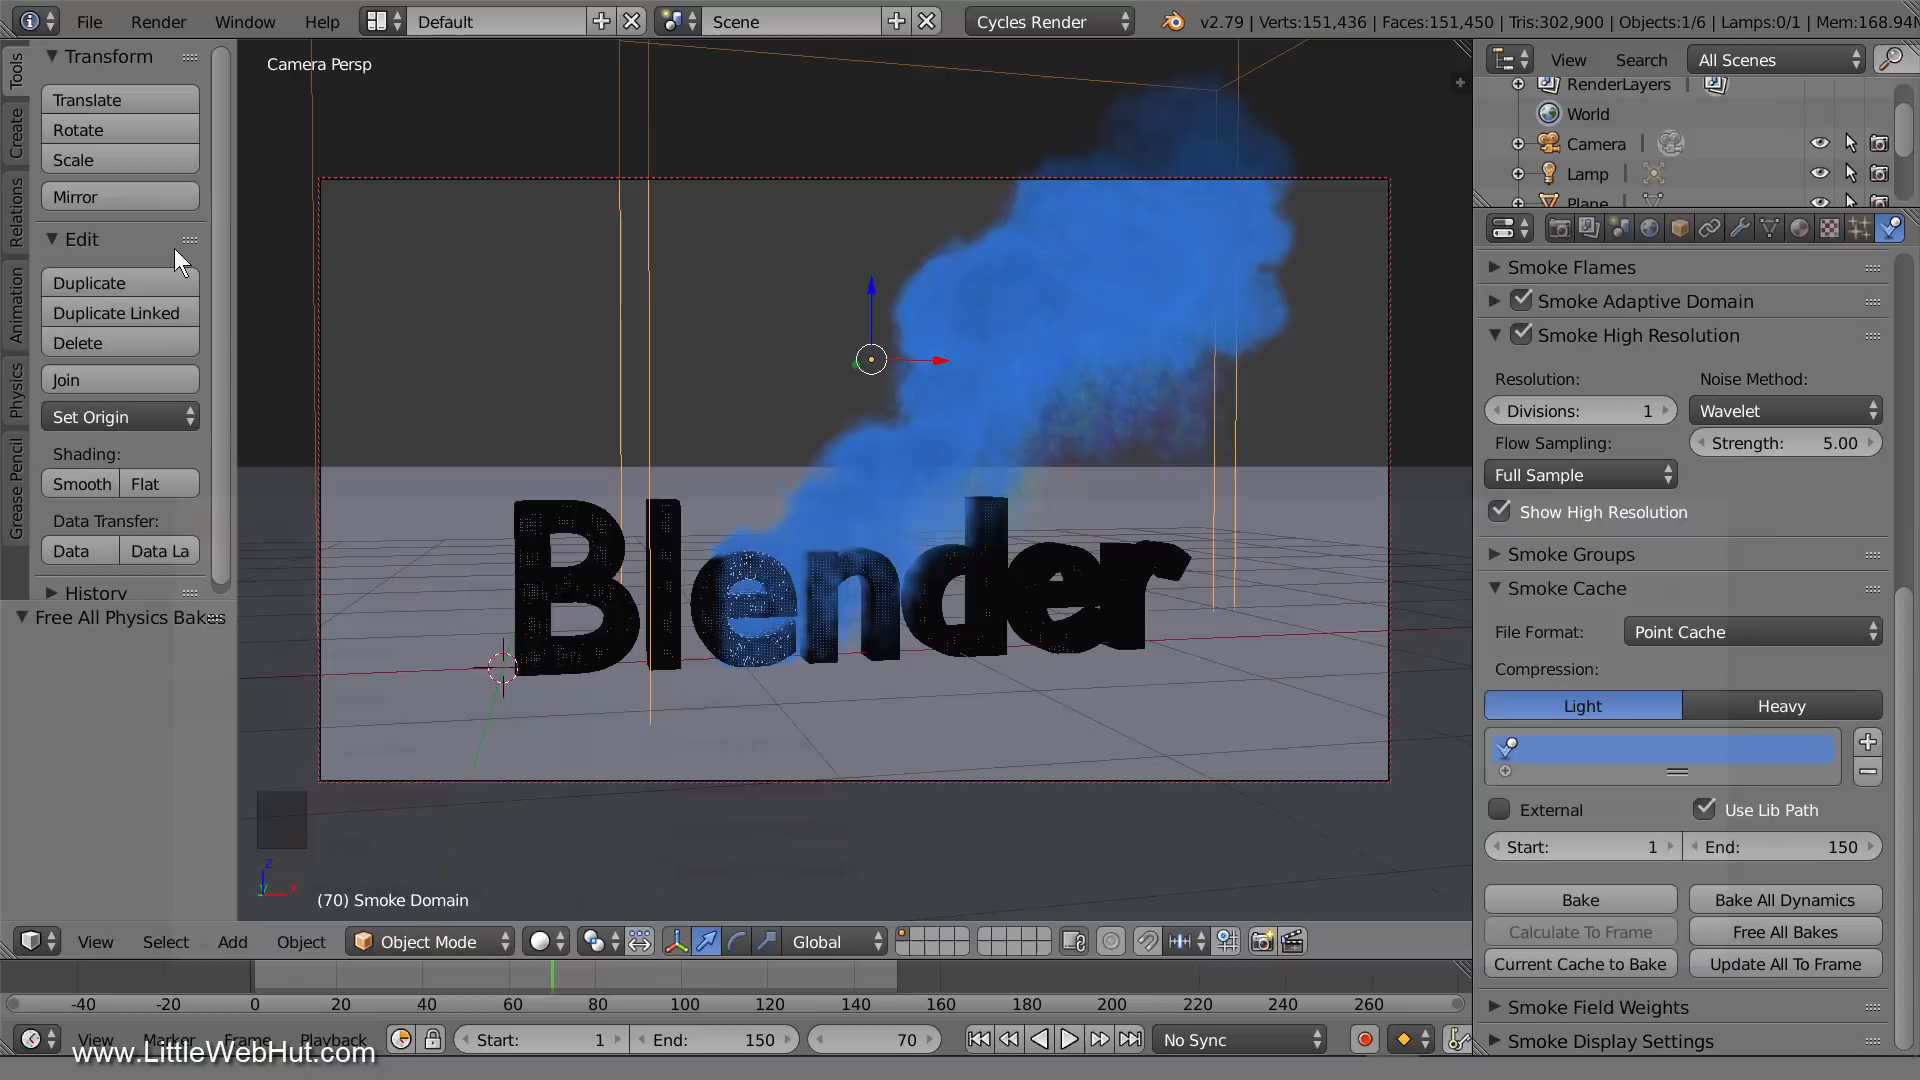 File Render Window Help Default Scene Cycles Render v2.79 | Verts:151,436 | Faces:151,450 | Tris:302,900 | Objects:1/6 | Lamps:0/1 | Mem:168.94
Tools
Create
Relations
Animation
Physics
Grease Pencil
Transform
Translate
Rotate
Scale
Mirror
Edit
Duplicate
Duplicate Linked
Delete
Join
Set Origin
Shading:
Smooth Flat
Data Transfer:
Data Data La
History
Free All Physics Bakes
Camera Persp
Blender
z
y x
(70) Smoke Domain
View Search All Scenes
RenderLayers
World
Camera
Lamp
Plane
Smoke Flames
Smoke Adaptive Domain
Smoke High Resolution
Resolution: Noise Method:
Divisions: 1 Wavelet
Flow Sampling: Strength: 5.00
Full Sample
Show High Resolution
Smoke Groups
Smoke Cache
File Format: Point Cache
Compression:
Light Heavy
External Use Lib Path
Start: 1 End: 150
Bake Bake All Dynamics
Calculate To Frame Free All Bakes
Current Cache to Bake Update All To Frame
Smoke Field Weights
Smoke Display Settings
View Select Add Object Object Mode Global
-40 -20 0 20 40 60 80 100 120 140 160 180 200 220 240 260
View Marker Frame Playback Start: 1 End: 150 70 No Sync
www.LittleWebHut.com